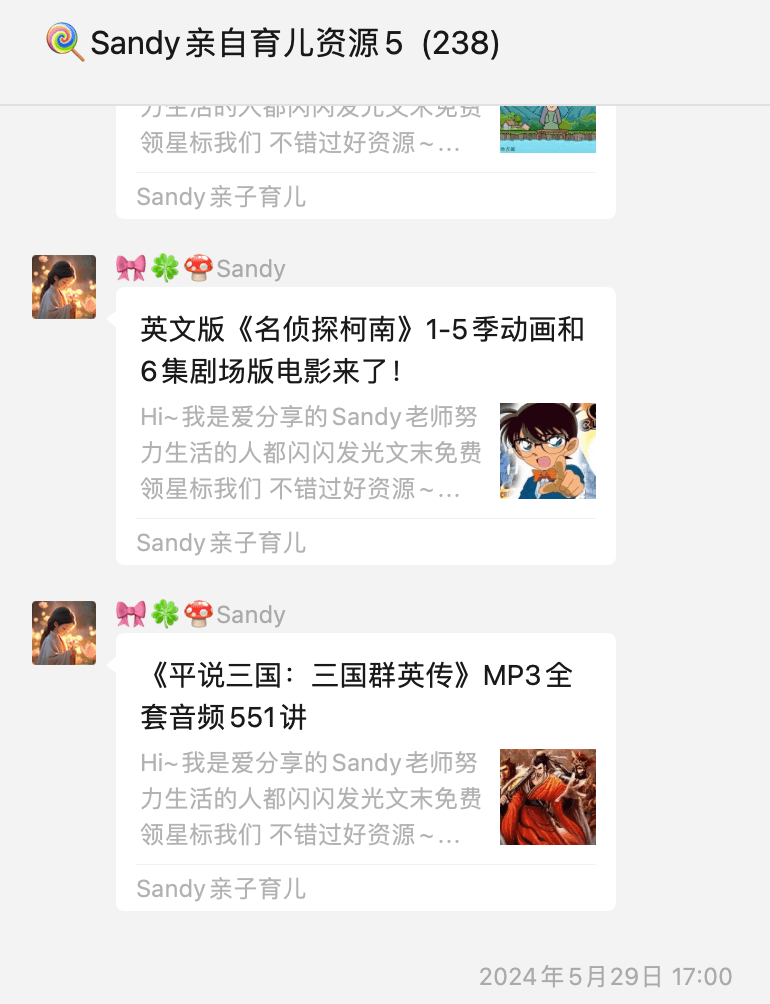 Sandy亲自育儿资源5 (238)
力生活的人都闪闪发光文末免费
领星标我们 不错过好资源~...
Sandy亲子育儿
Sandy
英文版《名侦探柯南》1-5季动画和
6集剧场版电影来了!
Hi~我是爱分享的Sandy老师努
力生活的人都闪闪发光文末免费
领星标我们 不错过好资源~...
Sandy亲子育儿
Sandy
《平说三国：三国群英传》MP3全
套音频551讲
Hi~我是爱分享的Sandy老师努
力生活的人都闪闪发光文末免费
领星标我们 不错过好资源~...
Sandy亲子育儿
2024年5月29日 17:00